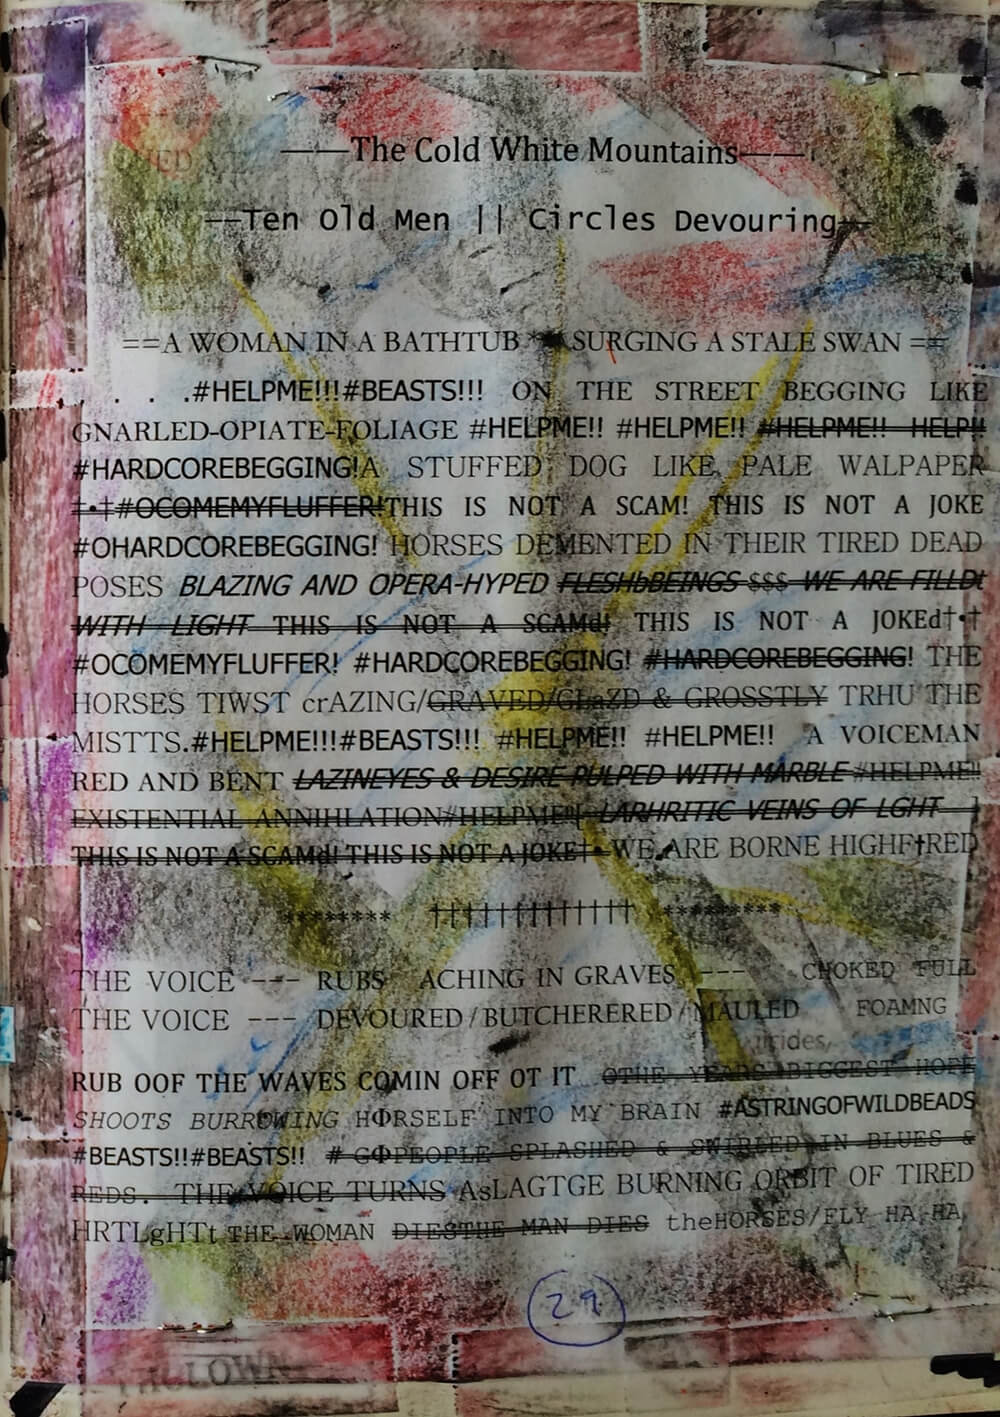 ——The Cold White Mountains——
——Ten Old Men || Circles Devouring——
==A WOMAN IN A BATHTUB SURGING A STALE SWAN ==
. . .#HELPME!!!#BEASTS!!! ON THE STREET BEGGING LIKE
GNARLED-OPIATE-FOLIAGE #HELPME!! #HELPME!! #HELPME!! HELP!!
#HARDCOREBEGGING!A STUFFED DOG LIKE PALE WALPAPER
‡•‡#OCOMEMYFLUFFER!THIS IS NOT A SCAM! THIS IS NOT A JOKE
#OHARDCOREBEGGING! HORSES DEMENTED IN THEIR TIRED DEAD
POSES BLAZING AND OPERA-HYPED FLESHbBEINGS $$$ WE ARE FILLDt
WITH LIGHT THIS IS NOT A SCAMd! THIS IS NOT A JOKEd†•†
#OCOMEMYFLUFFER! #HARDCOREBEGGING! #HARDCOREBEGGING! THE
HORSES TIWST crAZING/GRAVED/GLaZD & GROSSTLY TRHU THE
MISTTS.#HELPME!!!#BEASTS!!! #HELPME!! #HELPME!! A VOICEMAN
RED AND BENT LAZINEYES & DESIRE PULPED WITH MARBLE #HELPME!!
EXISTENTIAL ANNIHLATION#HELPME!! LARHRITIC VEINS OF LGHT
THIS IS NOT A SCAMd! THIS IS NOT A JOKE†• WE ARE BORNE HIGHF†RED
******** ††††††††††††† *********
THE VOICE --- RUBS ACHING IN GRAVES --- CHOKED FULL
THE VOICE --- DEVOURED/BUTCHERERED/MAULED FOAMNG
RUB OOF THE WAVES COMIN OFF OT IT OTHE YEARS BIGGEST HOPE
SHOOTS BURROWING HΦRSELF INTO MY BRAIN #ASTRINGOFWILDBEADS
#BEASTS!!#BEASTS!! # GΦPEOPLE SPLASHED & SWIRLED IN BLUES &
REDS. THE VOICE TURNS AsLAGTGE BURNING ORBIT OF TIRED
HRTLgHTt THE WOMAN DIESTHE MAN DIES theHORSES/FLY HA HA
29